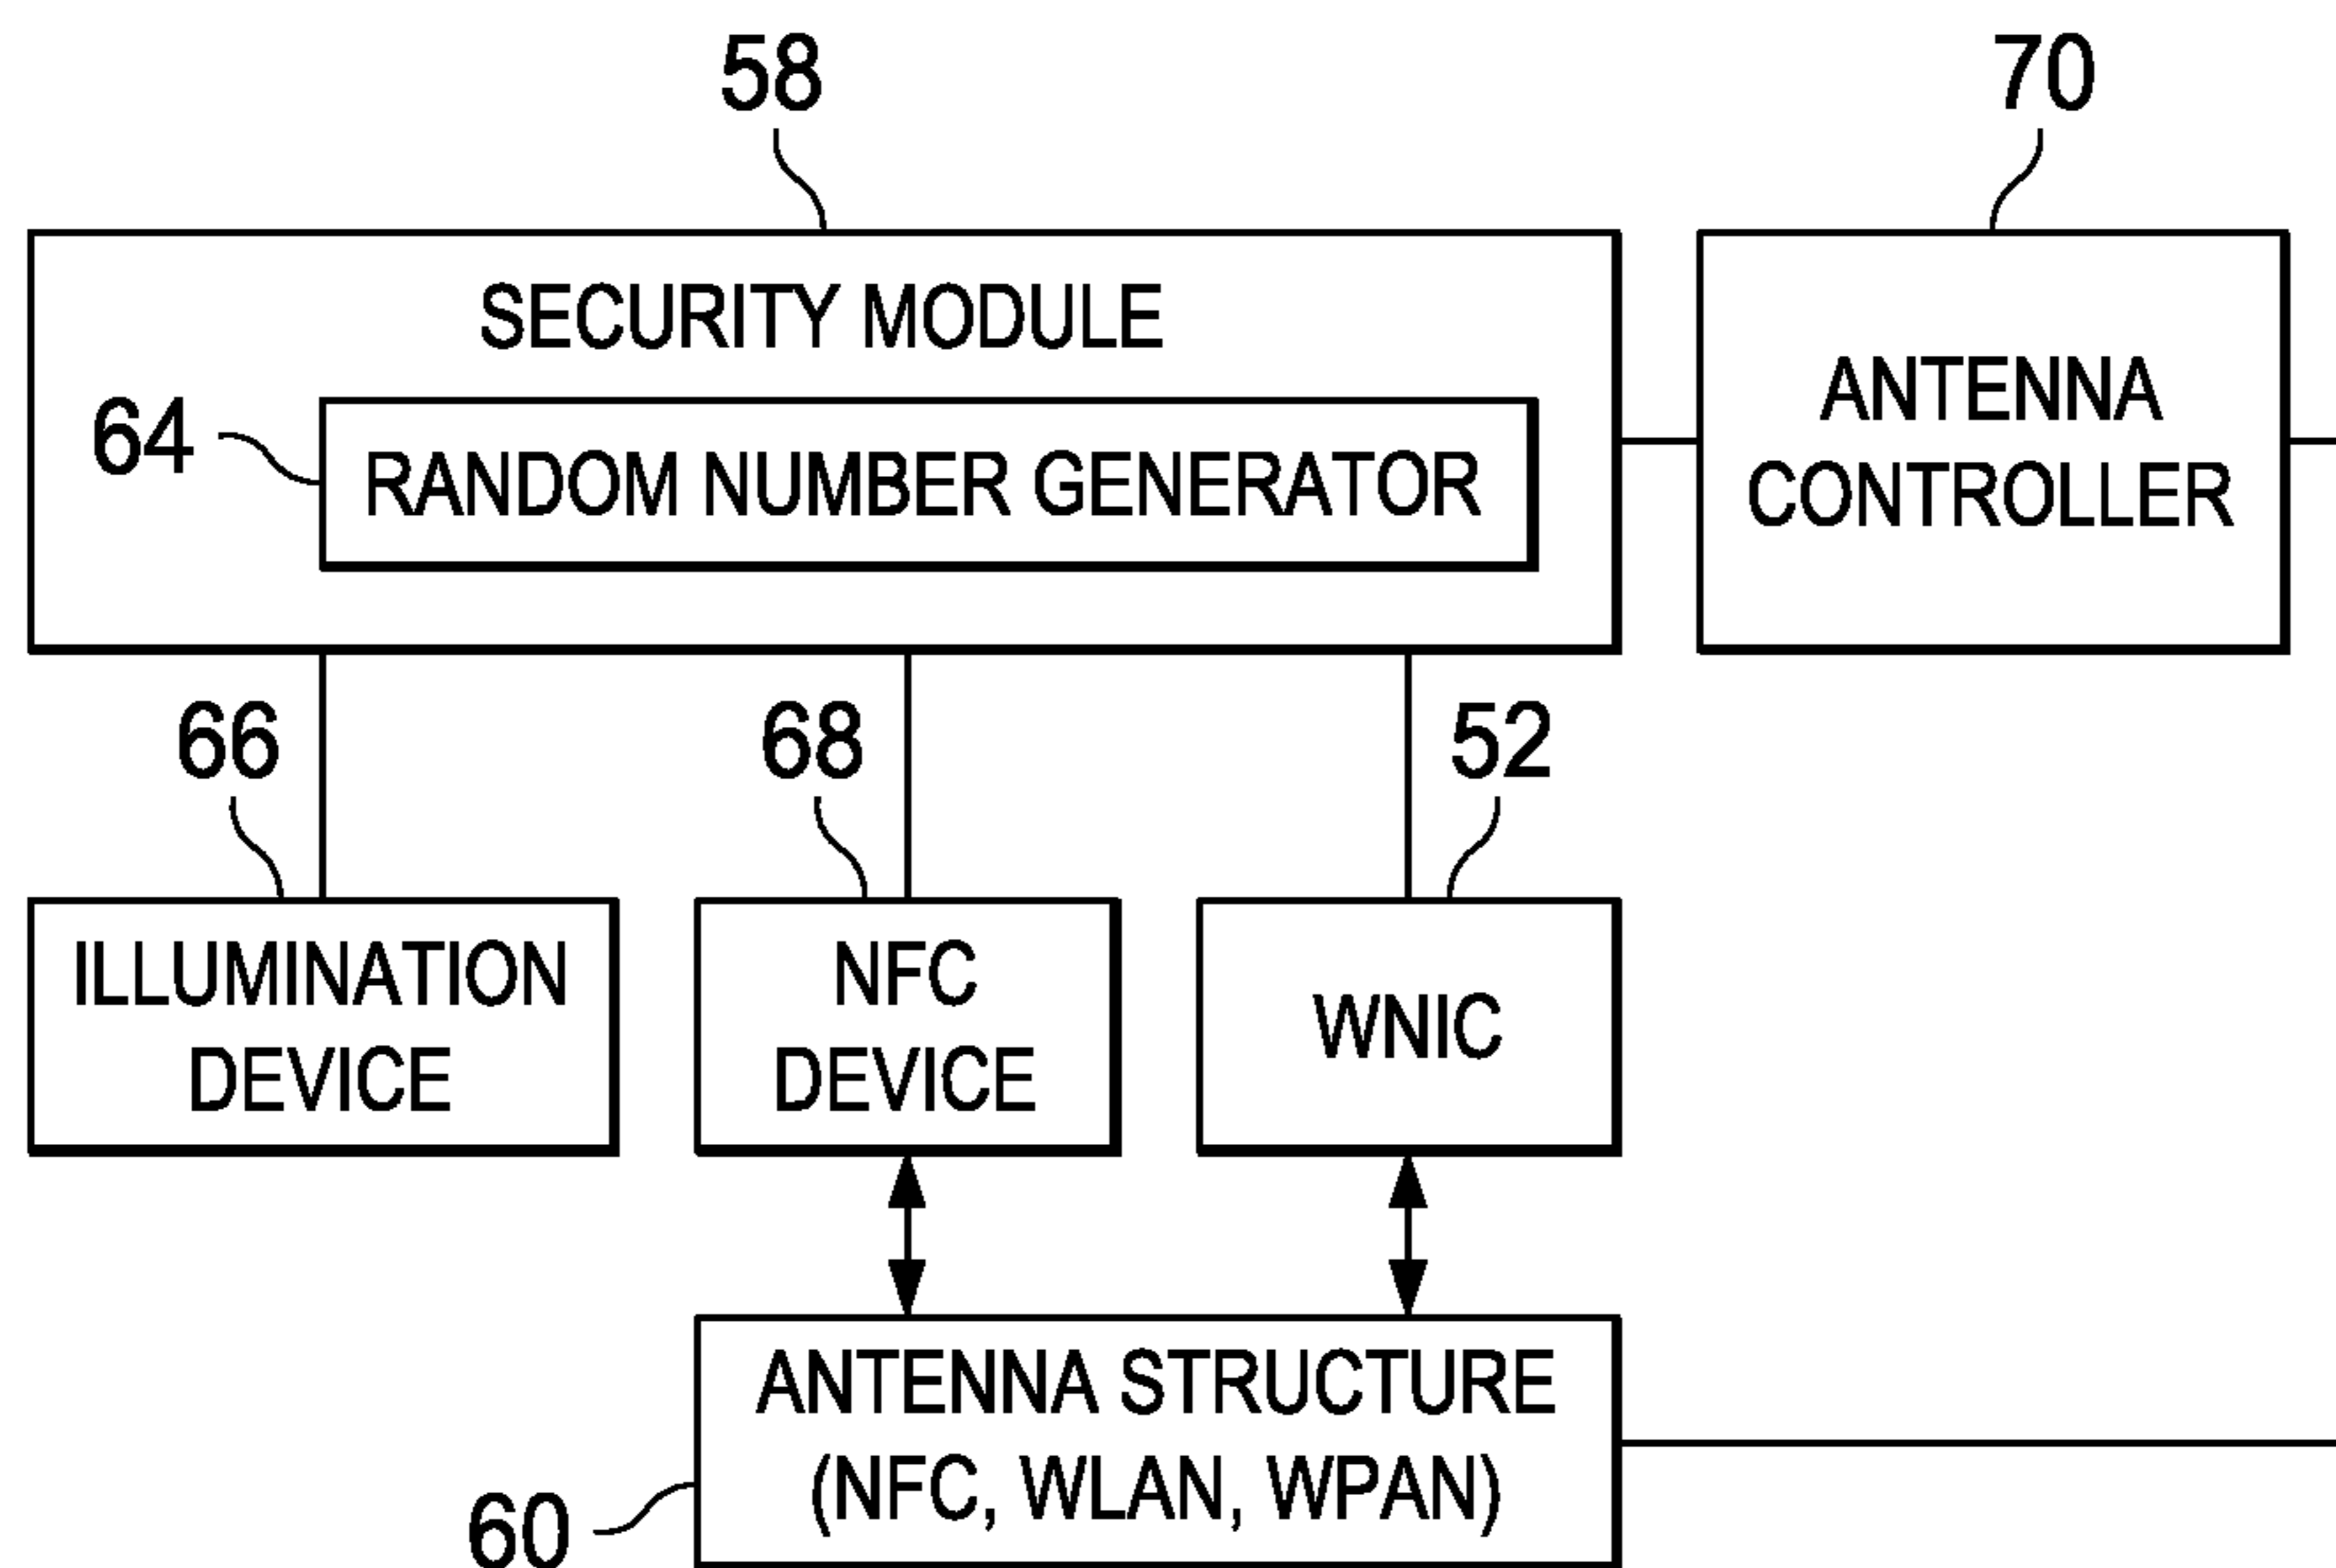 58
70
SECURITY MODULE
64
RANDOM NUMBER GENERATOR
ANTENNA
CONTROLLER
66
68
52
ILLUMINATION
DEVICE
NFC
DEVICE
WNIC
ANTENNA STRUCTURE
(NFC, WLAN, WPAN)
60